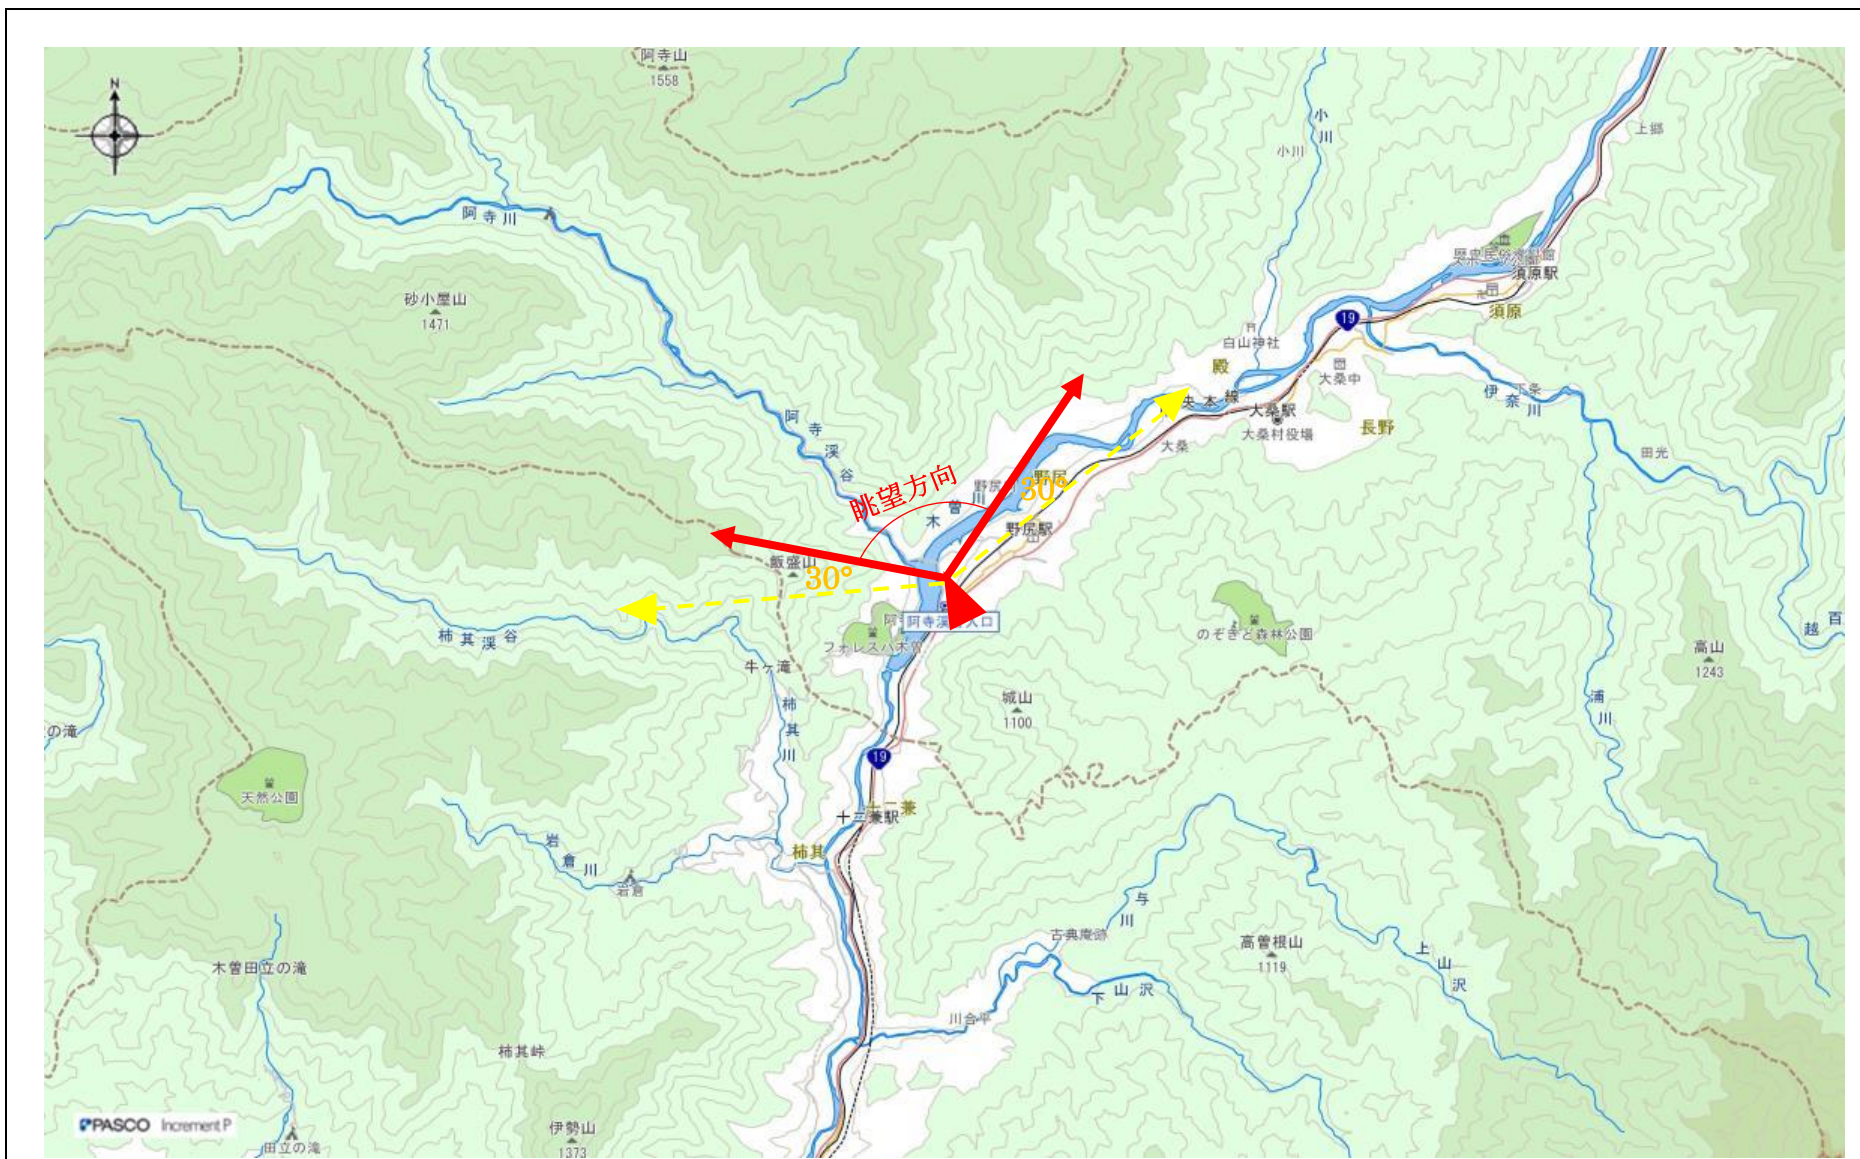 N
阿寺山
1558
阿寺川
砂小屋山
1471
小川
小川
上郷
須原駅
須原
19
白山神社
殿
大桑中
伊奈川
下条
中央本線
大桑駅
大桑村役場
長野
大桑
田光
阿寺渓谷
眺望方向
木曽川
野尻
30°
野尻駅
飯盛山
30°
阿寺渓谷入口
フォレスパ木曽
のぞきど森林公園
高山
1243
柿其渓谷
牛ヶ滝
柿其川
城山
1100
浦川
の滝
天然公園
19
十二兼
十二兼駅
柿其
岩倉川
岩倉
与川
古典庵跡
高曽根山
1119
上山沢
木曽田立の滝
下山沢
川合平
柿其峠
PASCO Increment P
田立の滝
伊勢山
1373